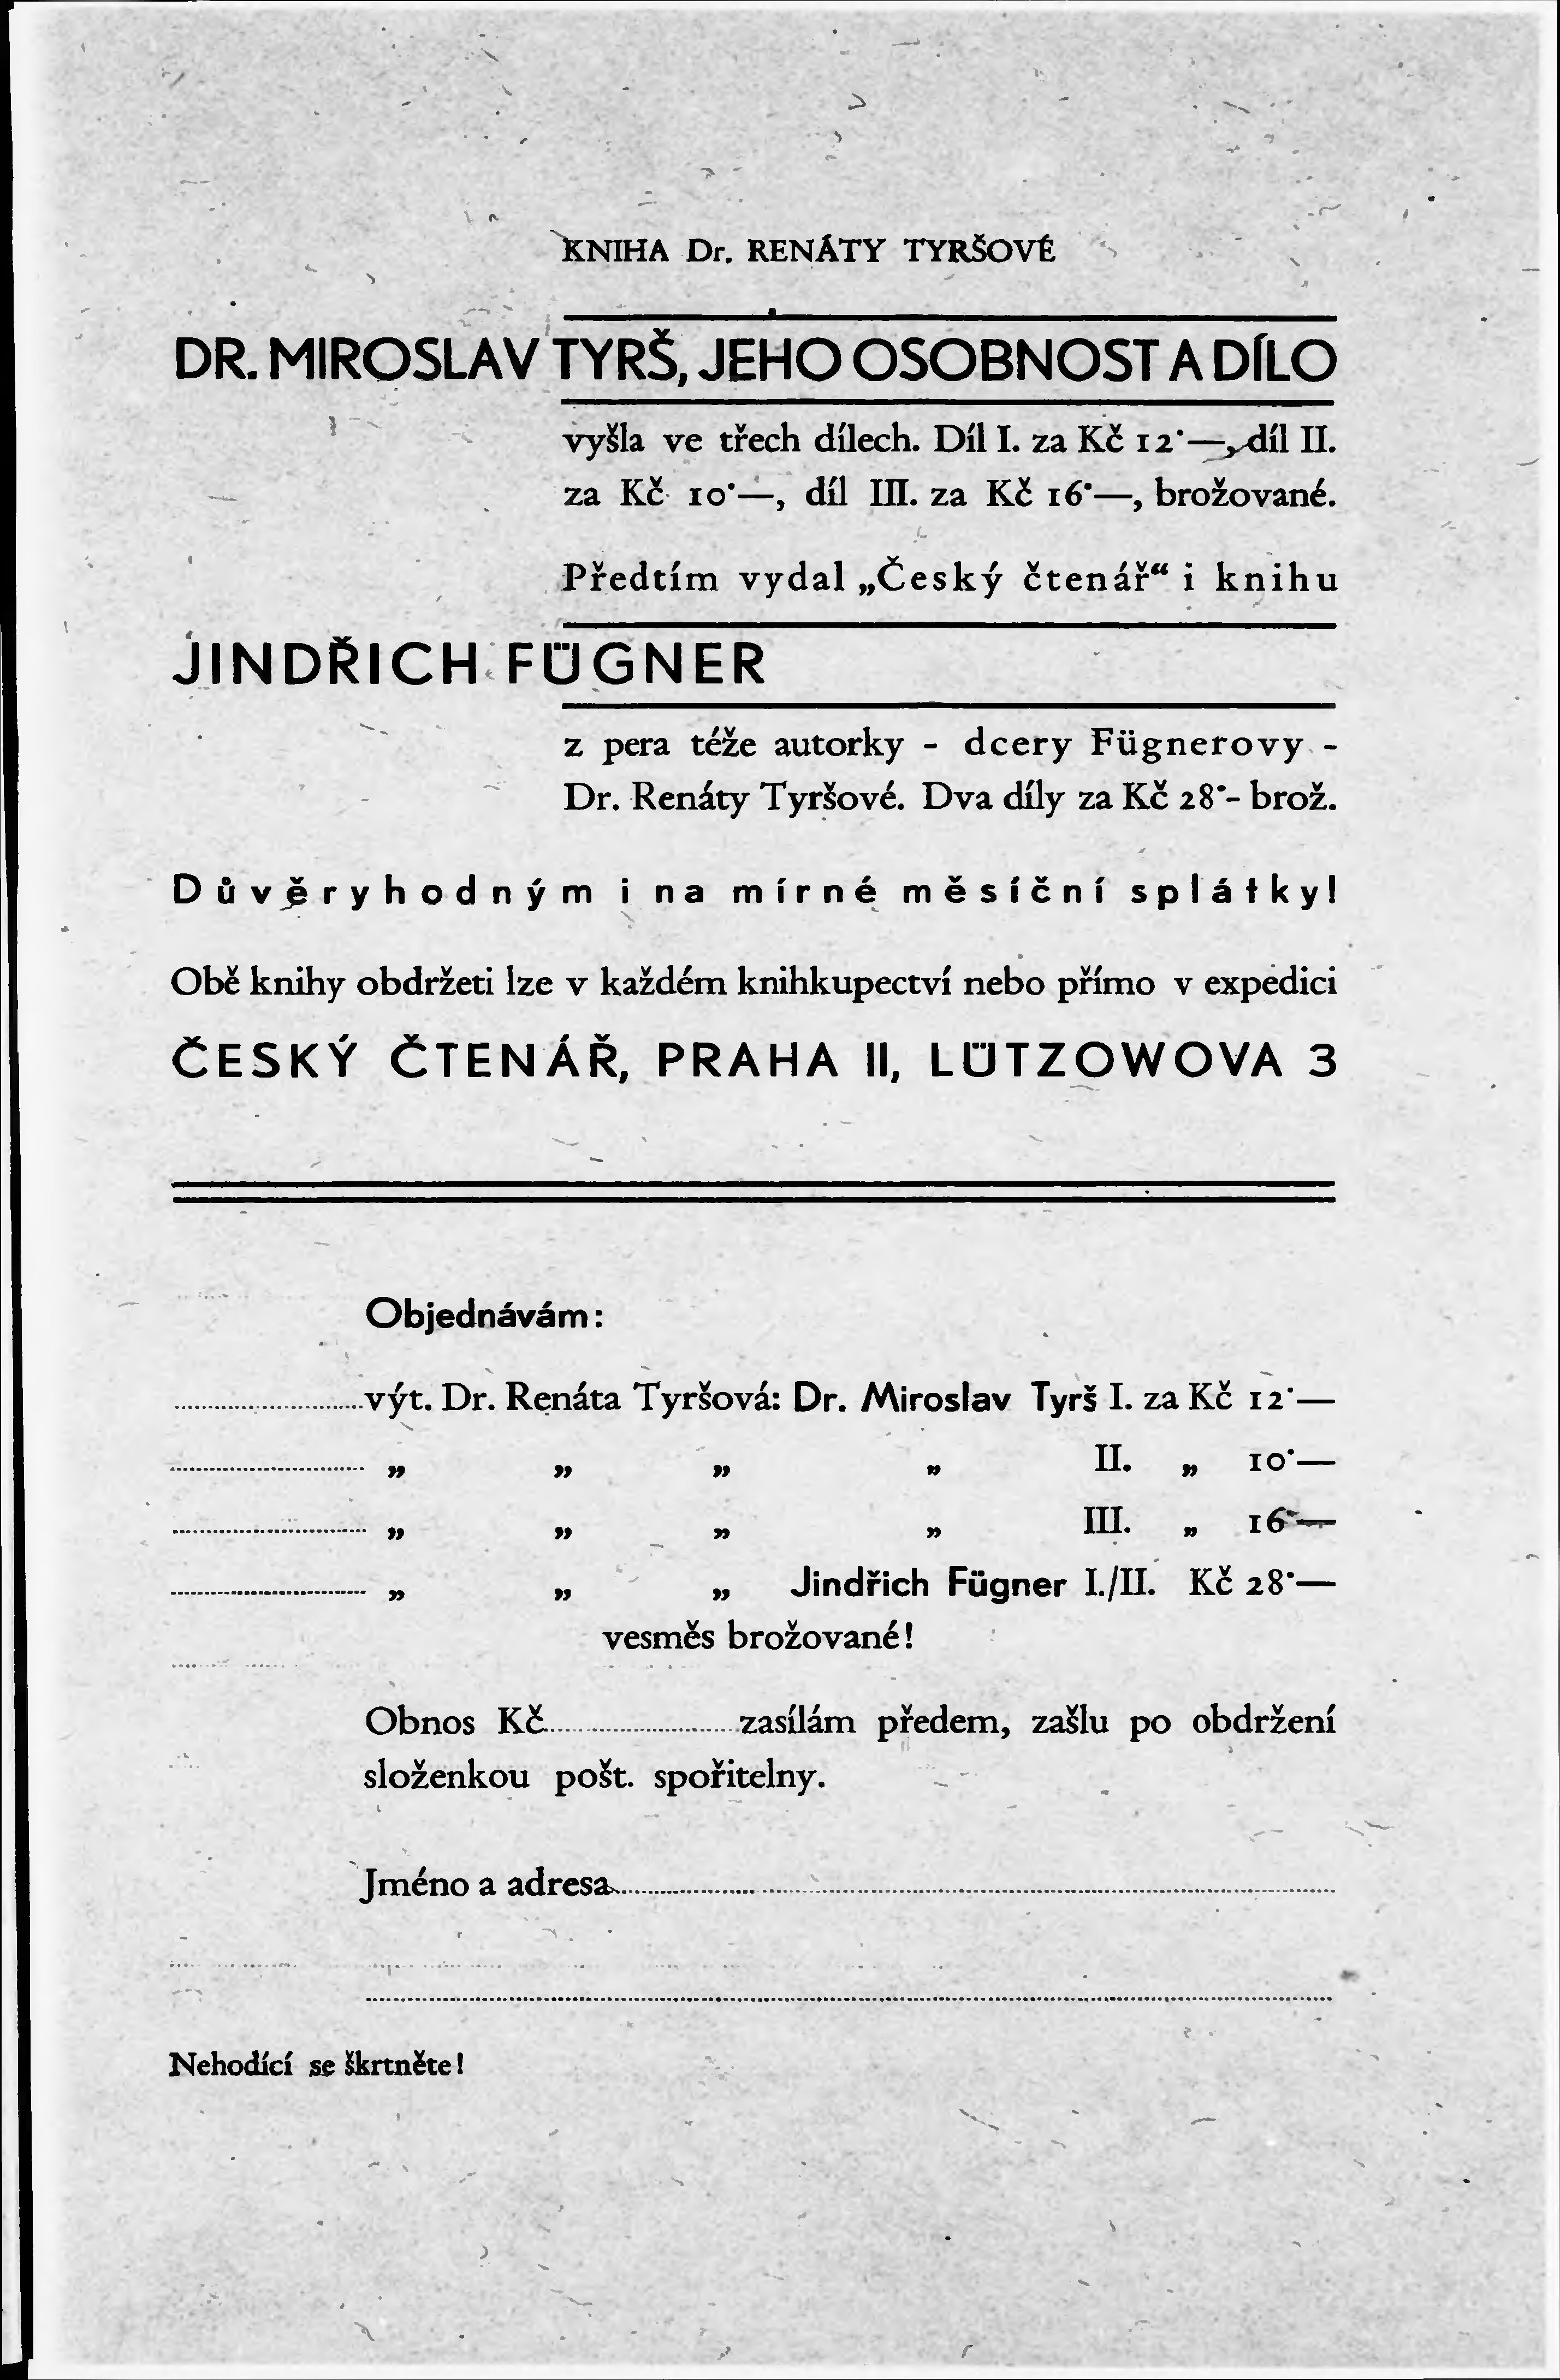 KNIHA Dr. RENÁTY TYRŠOVÉ
DR. MIROSLAV TYRŠ, JEHO OSOBNOST A DÍLO
vyšla ve třech dílech. Díl I. za Kč 12·—, díl II.
za Kč 10·—, díl III. za Kč 16·—, brožované.
Předtím vydal „Český čtenář“ i knihu
JINDŘICH FÜGNER
z pera téže autorky - dcery Fügnerovy -
Dr. Renáty Tyršové. Dva díly za Kč 28·- brož.
Důvěryhodným i na mírné měsíční splátky!
Obě knihy obdržeti lze v každém knihkupectví nebo přímo v expedici
ČESKÝ ČTENÁŘ, PRAHA II, LÜTZOWOVA 3
Objednávám:
..........výt. Dr. Renáta Tyršová: Dr. Miroslav Tyrš I. za Kč 12·—
.......... „ „ „ „ II. „ 10·—
.......... „ „ „ „ III. „ 16·—
.......... „ „ „ Jindřich Fügner I./II. Kč 28·—
vesměs brožované!
Obnos Kč..........zasílám předem, zašlu po obdržení
složenkou pošt. spořitelny.
Jméno a adresa..........
Nehodící se škrtněte!